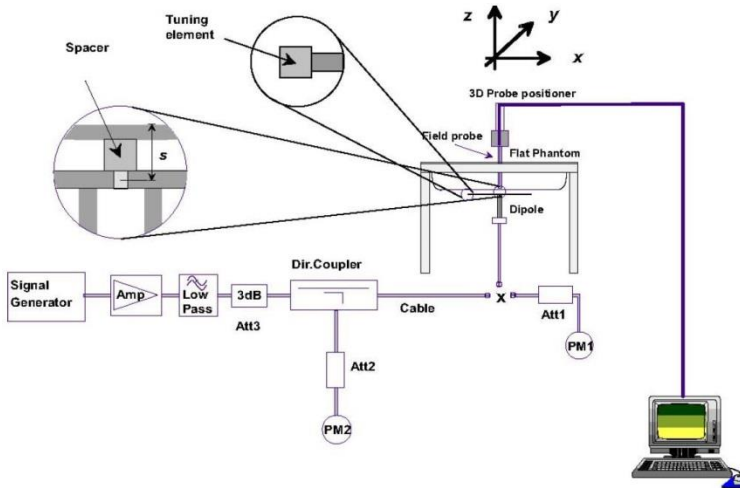 Tuning
element
Spacer
s
z
y
x
3D Probe positioner
Field probe
Flat Phantom
Dipole
Dir.Coupler
Signal
Generator
Amp
Low
Pass
3dB
Att3
Cable
x
Att1
PM1
Att2
PM2